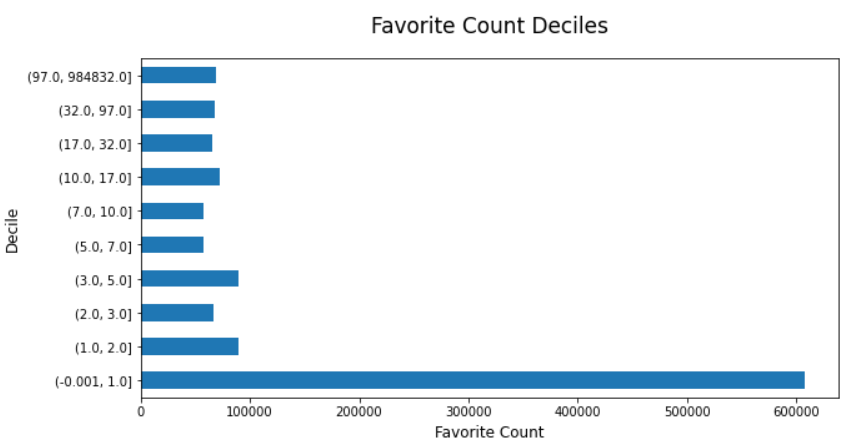 Favorite Count Deciles
Decile
(97.0, 984832.0]
(32.0, 97.0]
(17.0, 32.0]
(10.0, 17.0]
(7.0, 10.0]
(5.0, 7.0]
(3.0, 5.0]
(2.0, 3.0]
(1.0, 2.0]
(-0.001, 1.0]
0 100000 200000 300000 400000 500000 600000
Favorite Count